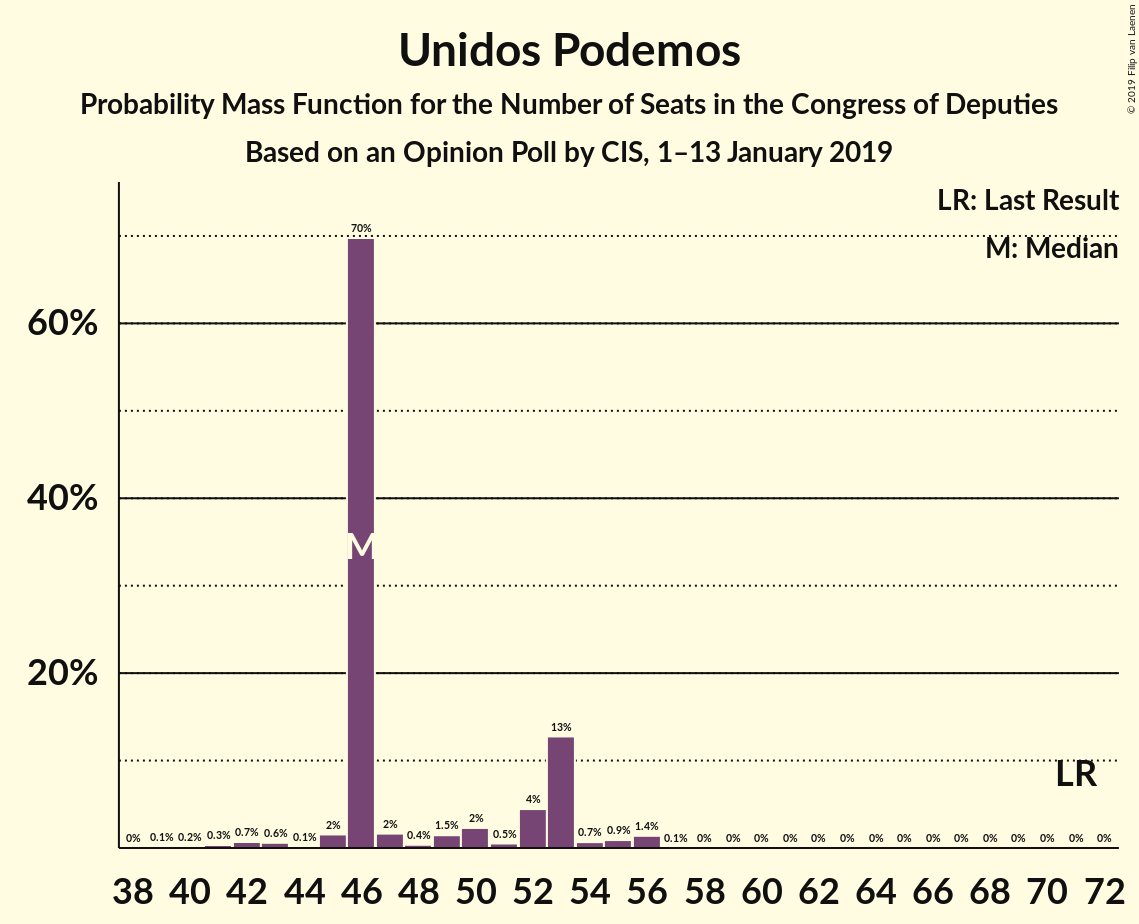 Unidos Podemos
Probability Mass Function for the Number of Seats in the Congress of Deputies
Based on an Opinion Poll by CIS, 1–13 January 2019
© 2019 Filip van Laenen
LR: Last Result
M: Median
60%
40%
20%
0% 0.1% 0.2% 0.3% 0.7% 0.6% 0.1% 2% 70% 2% 0.4% 1.5% 2% 0.5% 4% 13% 0.7% 0.9% 1.4% 0.1% 0% 0% 0% 0% 0% 0% 0% 0% 0% 0% 0% 0% 0% 0% 0%
M
LR
38 40 42 44 46 48 50 52 54 56 58 60 62 64 66 68 70 72